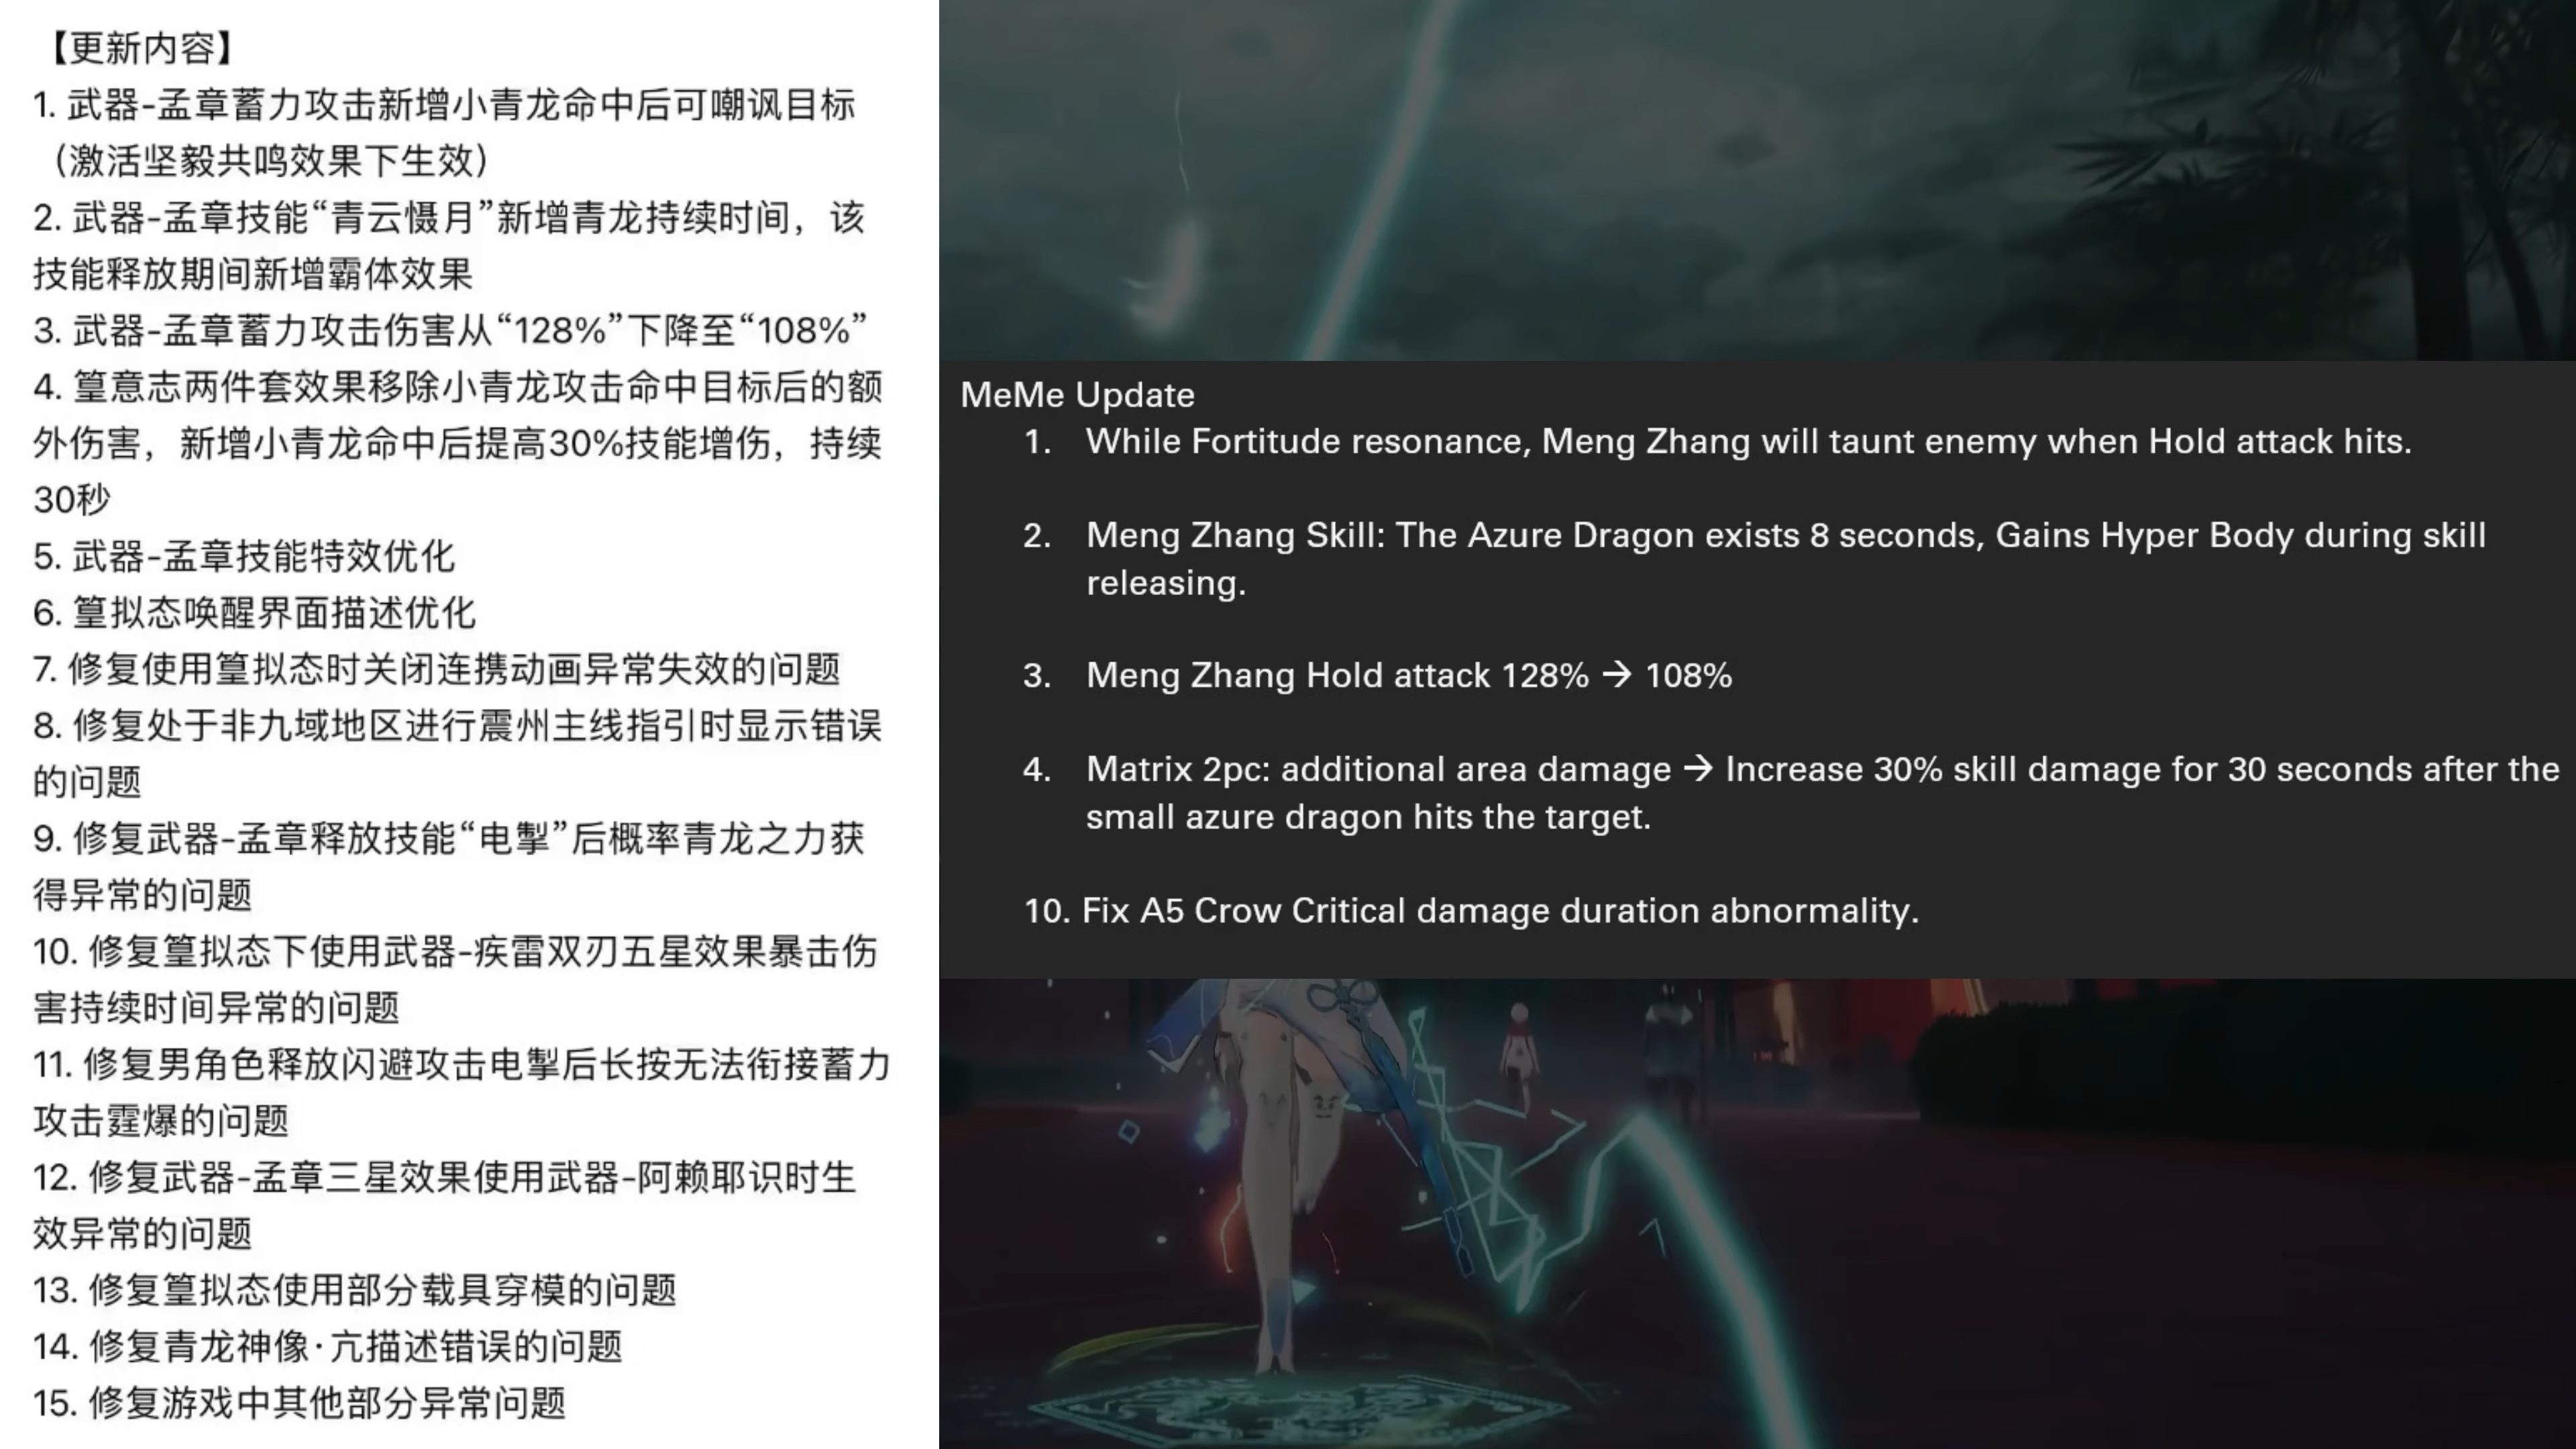 【更新内容】
1. 武器-孟章蓄力攻击新增小青龙命中后可嘲讽目标
（激活坚毅共鸣效果下生效）
2. 武器-孟章技能“青云慑月”新增青龙持续时间，该
技能释放期间新增霸体效果
3. 武器-孟章蓄力攻击伤害从“128%”下降至“108%”
4. 篁意志两件套效果移除小青龙攻击命中目标后的额
外伤害，新增小青龙命中后提高30%技能增伤，持续
30秒
5. 武器-孟章技能特效优化
6. 篁拟态唤醒界面描述优化
7. 修复使用篁拟态时关闭连携动画异常失效的问题
8. 修复处于非九域地区进行震州主线指引时显示错误
的问题
9. 修复武器-孟章释放技能“电掣”后概率青龙之力获
得异常的问题
10. 修复篁拟态下使用武器-疾雷双刃五星效果暴击伤
害持续时间异常的问题
11. 修复男角色释放闪避攻击电掣后长按无法衔接蓄力
攻击霆爆的问题
12. 修复武器-孟章三星效果使用武器-阿赖耶识时生
效异常的问题
13. 修复篁拟态使用部分载具穿模的问题
14. 修复青龙神像·亢描述错误的问题
15. 修复游戏中其他部分异常问题
MeMe Update
1. While Fortitude resonance, Meng Zhang will taunt enemy when Hold attack hits.
2. Meng Zhang Skill: The Azure Dragon exists 8 seconds, Gains Hyper Body during skill
releasing.
3. Meng Zhang Hold attack 128% → 108%
4. Matrix 2pc: additional area damage → Increase 30% skill damage for 30 seconds after the
small azure dragon hits the target.
10. Fix A5 Crow Critical damage duration abnormality.